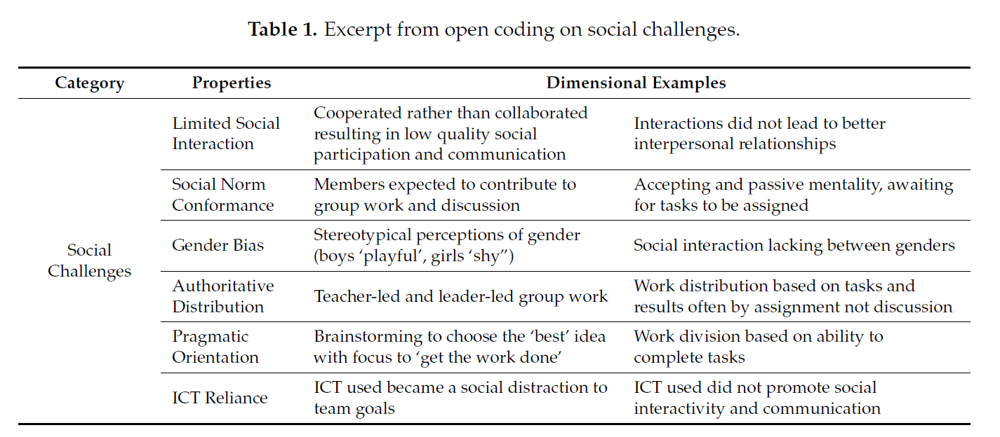 Table 1. Excerpt from open coding on social challenges.
Category Properties Dimensional Examples
Social
Challenges
Limited Social
Interaction
Cooperated rather than collaborated
resulting in low quality social
participation and communication
Interactions did not lead to better
interpersonal relationships
Social Norm
Conformance
Members expected to contribute to
group work and discussion
Accepting and passive mentality, awaiting
for tasks to be assigned
Gender Bias
Stereotypical perceptions of gender
(boys ‘playful’, girls ‘shy”)
Social interaction lacking between genders
Authoritative
Distribution
Teacher-led and leader-led group work
Work distribution based on tasks and
results often by assignment not discussion
Pragmatic
Orientation
Brainstorming to choose the ‘best’ idea
with focus to ‘get the work done’
Work division based on ability to
complete tasks
ICT Reliance
ICT used became a social distraction to
team goals
ICT used did not promote social
interactivity and communication